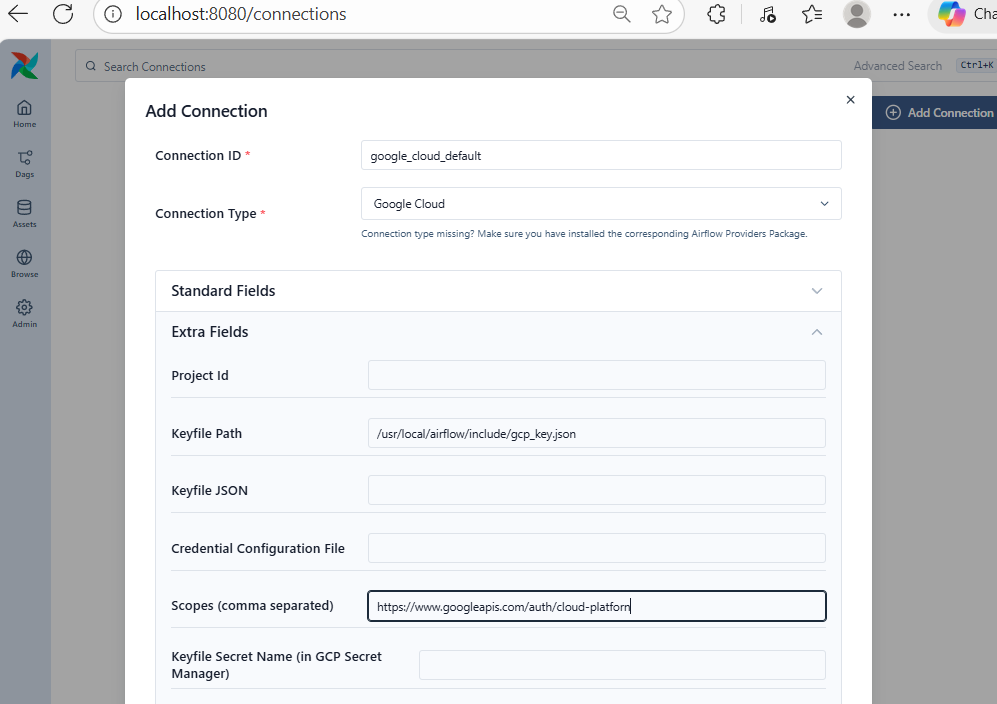 localhost:8080/connections
Cha
Search Connections
Advanced Search
Ctrl+K
Home
Dags
Assets
Browse
Admin
Add Connection
Add Connection
Connection ID *
google_cloud_default
Connection Type *
Google Cloud
Connection type missing? Make sure you have installed the corresponding Airflow Providers Package.
Standard Fields
Extra Fields
Project Id
Keyfile Path
/usr/local/airflow/include/gcp_key.json
Keyfile JSON
Credential Configuration File
Scopes (comma separated)
https://www.googleapis.com/auth/cloud-platforn
Keyfile Secret Name (in GCP Secret
Manager)